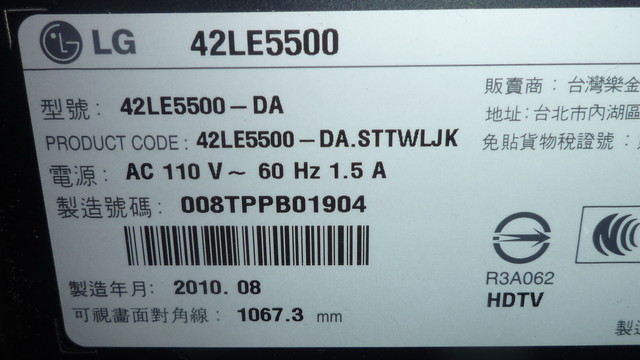 LG 42LE5500
型號: 42LE5500-DA
PRODUCT CODE: 42LE5500-DA.STTWLJK
電源: AC 110 V~ 60 Hz 1.5 A
製造號碼: 008TPPB01904
製造年月: 2010. 08
可視畫面對角線: 1067.3 mm
販賣商: 台灣樂金
地址: 台北市內湖區
免貼貨物稅證號:
R3A062
HDTV
製造